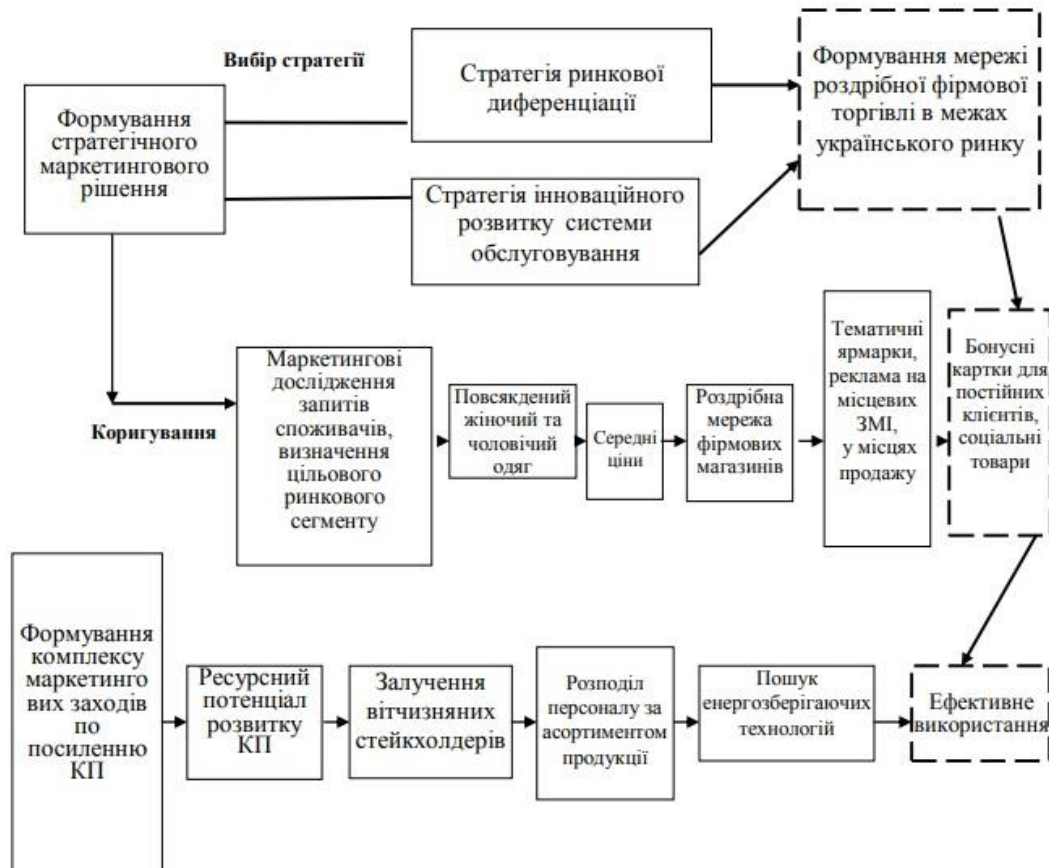 Вибір стратегії
Формування
стратегічного
маркетингового
рішення
Стратегія ринкової
диференціації
Формування мережі
роздрібної фірмової
торгівлі в межах
українського ринку
Стратегія інноваційного
розвитку системи
обслуговування
Коригування
Маркетингові
дослідження
запитів
споживачів,
визначення
цільового
ринкового
сегменту
Повсякдений
жіночий та
чоловічий
одяг
Середні
ціни
Роздрібна
мережа
фірмових
магазинів
Тематичні
ярмарки,
реклама на
місцевих
ЗМІ,
у місцях
продажу
Бонусні
картки для
постійних
клієнтів,
соціальні
товари
Формування
комплексу
маркетинго
вих заходів
по
посиленню
КП
Ресурсний
потенціал
розвитку
КП
Залучення
вітчизняних
стейкхолдерів
Розподіл
персоналу за
асортиментом
продукції
Пошук
енергозберігаючих
технологій
Ефективне
використання